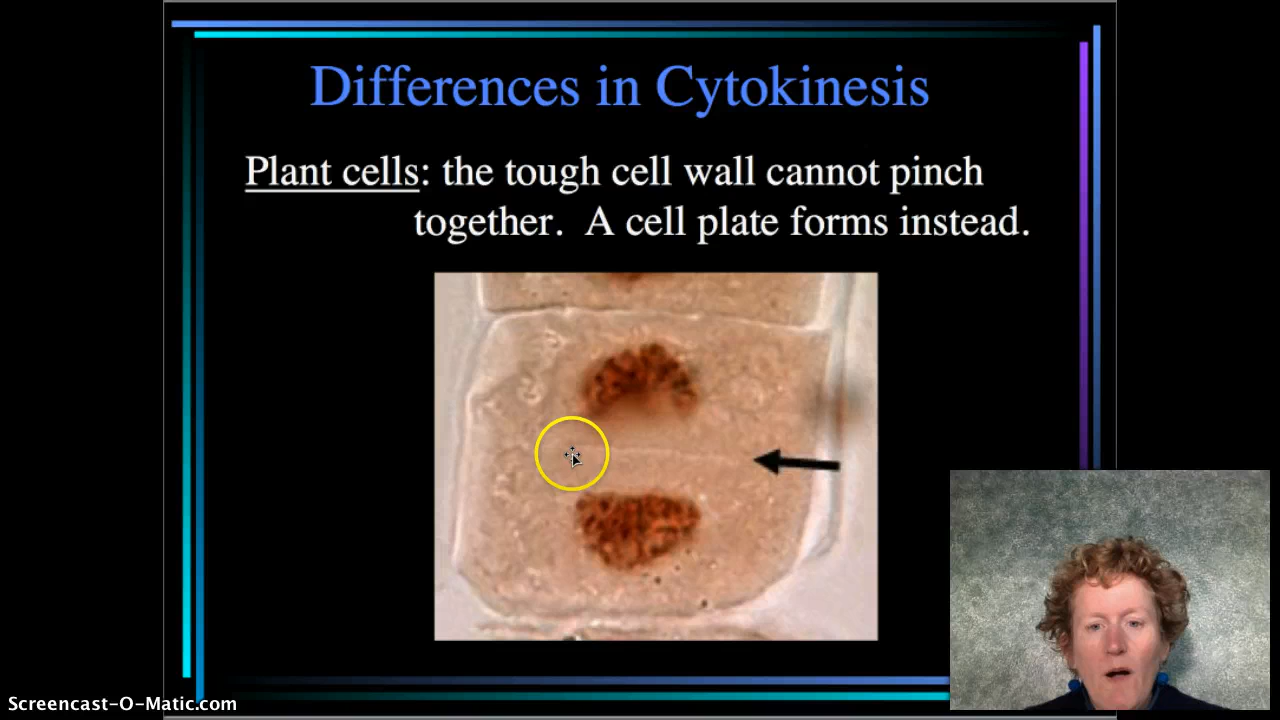 Differences in Cytokinesis
Plant cells: the tough cell wall cannot pinch
together.  A cell plate forms instead.
Screencast-O-Matic.com